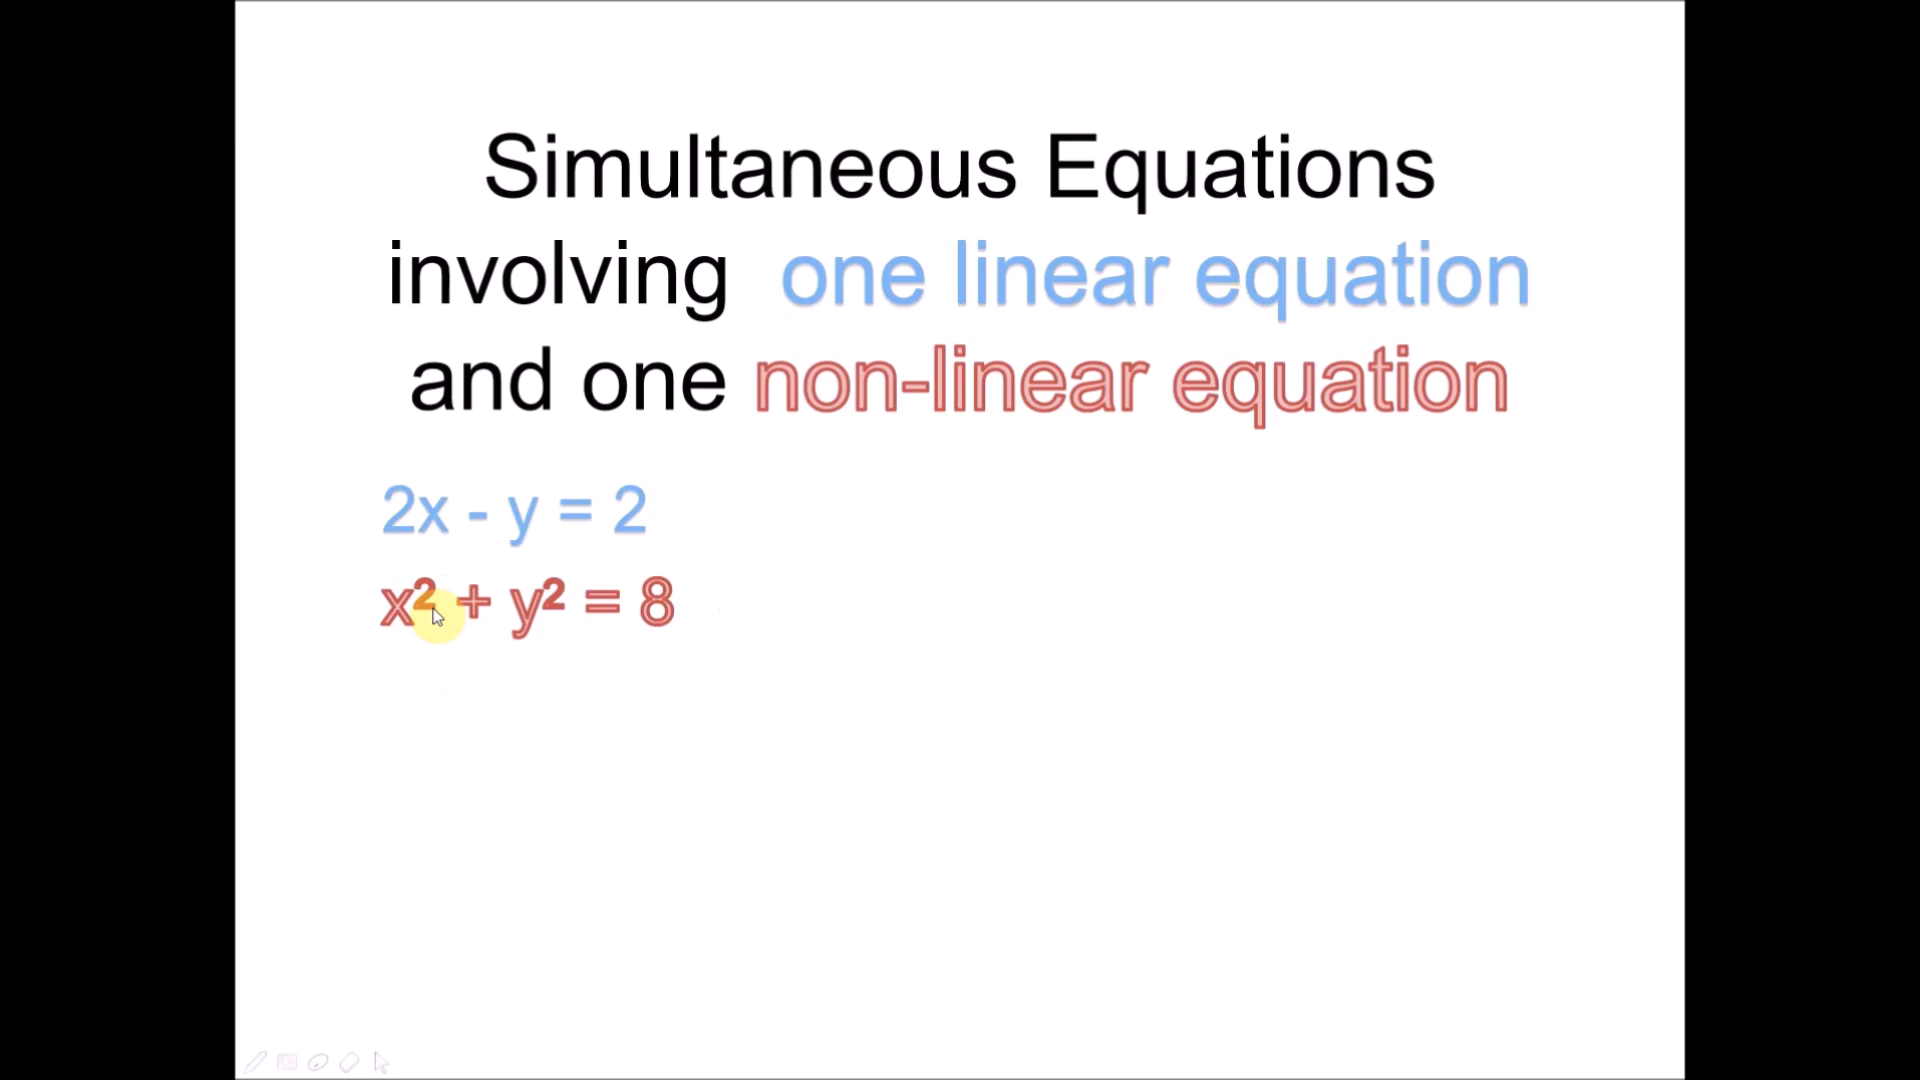 Simultaneous Equations
involving one linear equation
and one non-linear equation
2x - y = 2
x² + y² = 8